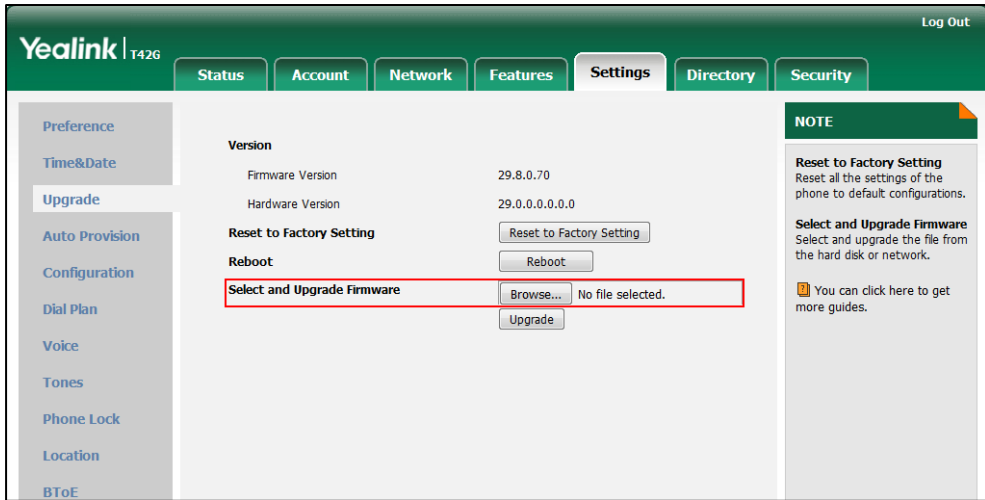 Log Out
Yealink | T42G
Status Account Network Features Settings Directory Security
Preference
Time&Date
Upgrade
Auto Provision
Configuration
Dial Plan
Voice
Tones
Phone Lock
Location
BToE
Version
Firmware Version 29.8.0.70
Hardware Version 29.0.0.0.0.0.0
Reset to Factory Setting Reset to Factory Setting
Reboot Reboot
Select and Upgrade Firmware Browse... No file selected.
Upgrade
NOTE
Reset to Factory Setting
Reset all the settings of the
phone to default configurations.
Select and Upgrade Firmware
Select and upgrade the file from
the hard disk or network.
? You can click here to get
more guides.